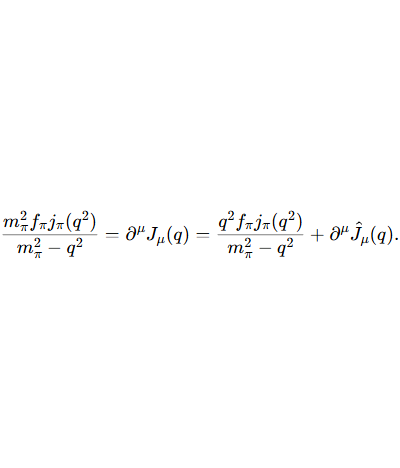 \frac{m_\pi^2 f_\pi j_\pi(q^2)}{m_\pi^2 - q^2} = \partial^\mu J_\mu(q) = \frac{q^2 f_\pi j_\pi(q^2)}{m_\pi^2 - q^2} + \partial^\mu \hat{J}_\mu(q).